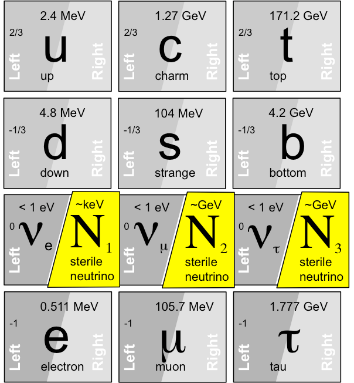 2.4 MeV 1.27 GeV 171.2 GeV
2/3 u 2/3 c 2/3 t
Left Right Left Right Left Right
up charm top
4.8 MeV 104 MeV 4.2 GeV
-1/3 d -1/3 s -1/3 b
Left Right Left Right Left Right
down strange bottom
< 1 eV ~keV < 1 eV ~GeV < 1 eV ~GeV
0 νe N1 0 νμ N2 0 ντ N3
Left sterile Left sterile Left sterile
neutrino neutrino neutrino
0.511 MeV 105.7 MeV 1.777 GeV
-1 e -1 μ -1 τ
Left Right Left Right Left Right
electron muon tau